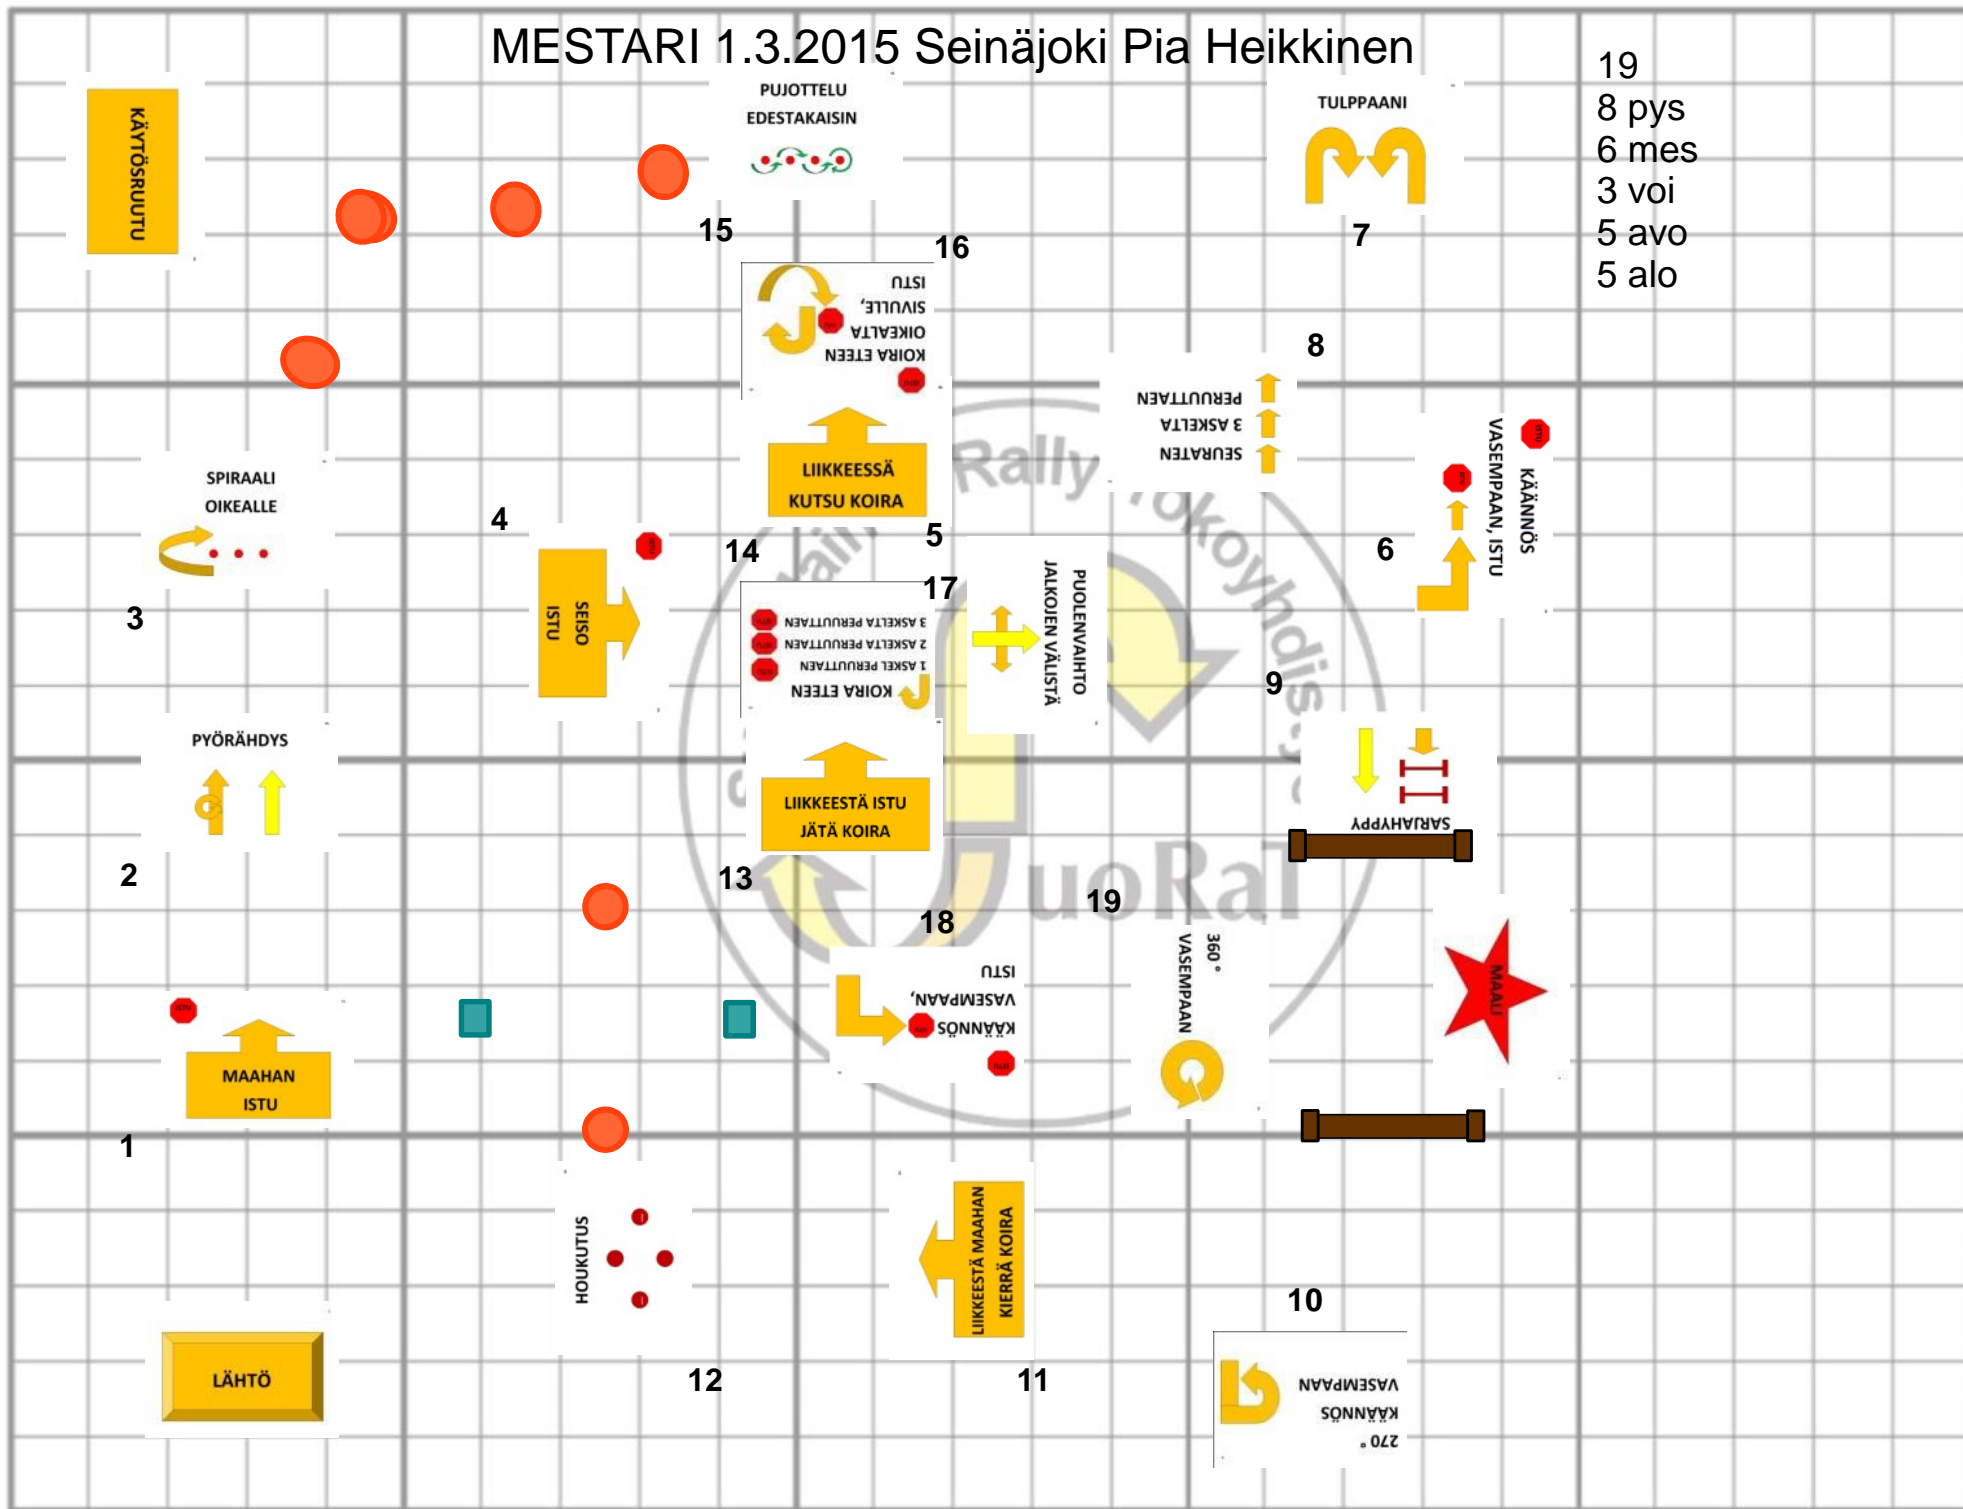 MESTARI 1.3.2015 Seinäjoki Pia Heikkinen
19
8 pys
6 mes
3 voi
5 avo
5 alo
KÄYTÖSRUUTU
PUJOTTELU
EDESTAKAISIN
15
16
TULPPAANI
7
KOIRA ETEEN
OIKEALTA
SIVULLE,
ISTU
8
SEURATEN
3 ASKELTA
PERUUTTAEN
LIIKKEESSÄ
KUTSU KOIRA
5
KÄÄNNÖS
VASEMPAAN, ISTU
ISTU
6
SPIRAALI
OIKEALLE
3
4
SEISO
ISTU
ISTU
14
17
KOIRA ETEEN
1 ASKEL PERUUTTAEN
2 ASKELTA PERUUTTAEN
3 ASKELTA PERUUTTAEN
PUOLENVAIHTO
JALKOJEN VÄLISTÄ
9
PYÖRÄHDYS
2
LIIKKEESTÄ ISTU
JÄTÄ KOIRA
13
SARJAHYPPY
18
19
KÄÄNNÖS
VASEMPAAN,
ISTU
360 °
VASEMPAAN
MAALI
ISTU
MAAHAN
ISTU
1
HOUKUTUS
12
LIIKKEESTÄ MAAHAN
KIERRÄ KOIRA
11
10
270 °
KÄÄNNÖS
VASEMPAAN
LÄHTÖ
Rally
uoRaT